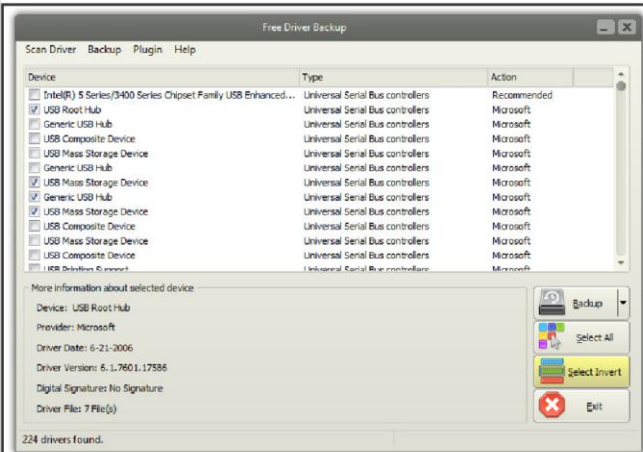 Free Driver Backup
Scan Driver Backup Plugin Help
Device Type Action
Intel(R) 5 Series/3400 Series Chipset Family USB Enhanced... Universal Serial Bus controllers Recommended
USB Root Hub Universal Serial Bus controllers Microsoft
Generic USB Hub Universal Serial Bus controllers Microsoft
USB Composite Device Universal Serial Bus controllers Microsoft
USB Mass Storage Device Universal Serial Bus controllers Microsoft
Generic USB Hub Universal Serial Bus controllers Microsoft
USB Mass Storage Device Universal Serial Bus controllers Microsoft
Generic USB Hub Universal Serial Bus controllers Microsoft
USB Mass Storage Device Universal Serial Bus controllers Microsoft
USB Composite Device Universal Serial Bus controllers Microsoft
USB Mass Storage Device Universal Serial Bus controllers Microsoft
USB Composite Device Universal Serial Bus controllers Microsoft
USB Printing Support Universal Serial Bus controllers Microsoft
More information about selected device
Device: USB Root Hub
Provider: Microsoft
Driver Date: 6-21-2006
Driver Version: 6.1.7601.17586
Digital Signature: No Signature
Driver File: 7 File(s)
Backup
Select All
Select Invert
Exit
224 drivers found.